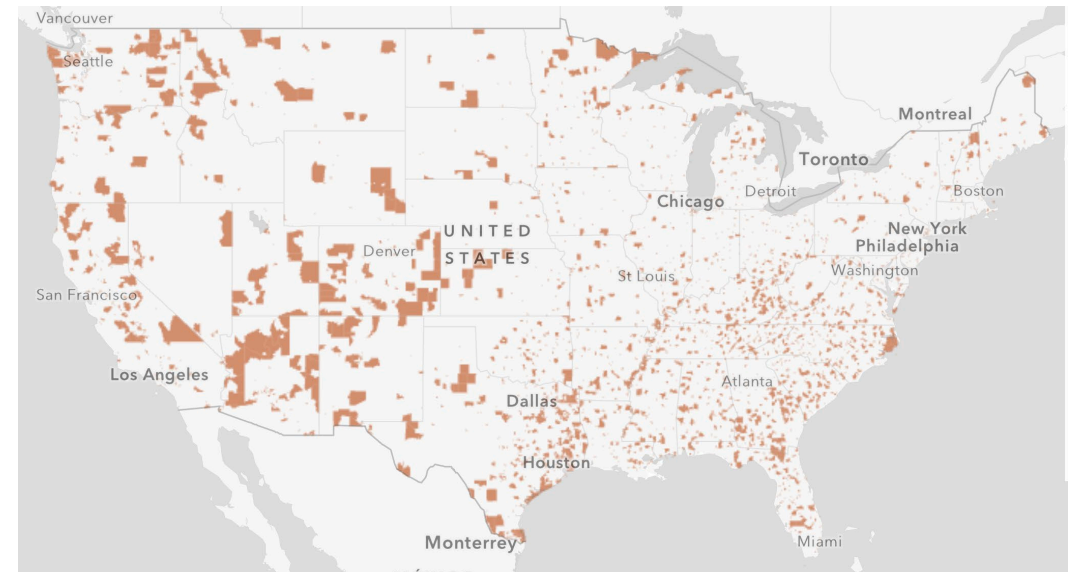 Vancouver
Seattle
Montreal
Toronto
Detroit
Boston
Chicago
New York
UNITED
Denver
Philadelphia
STATES
Washington
St Louis
San Francisco
Los Angeles
Atlanta
Dallas
Houston
Monterrey
Miami